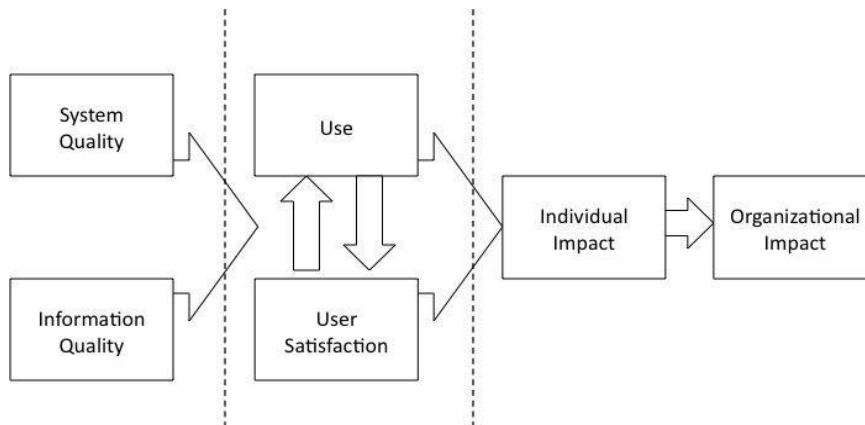 System
Quality
Use
Individual
Impact
Organizational
Impact
Information
Quality
User
Satisfaction